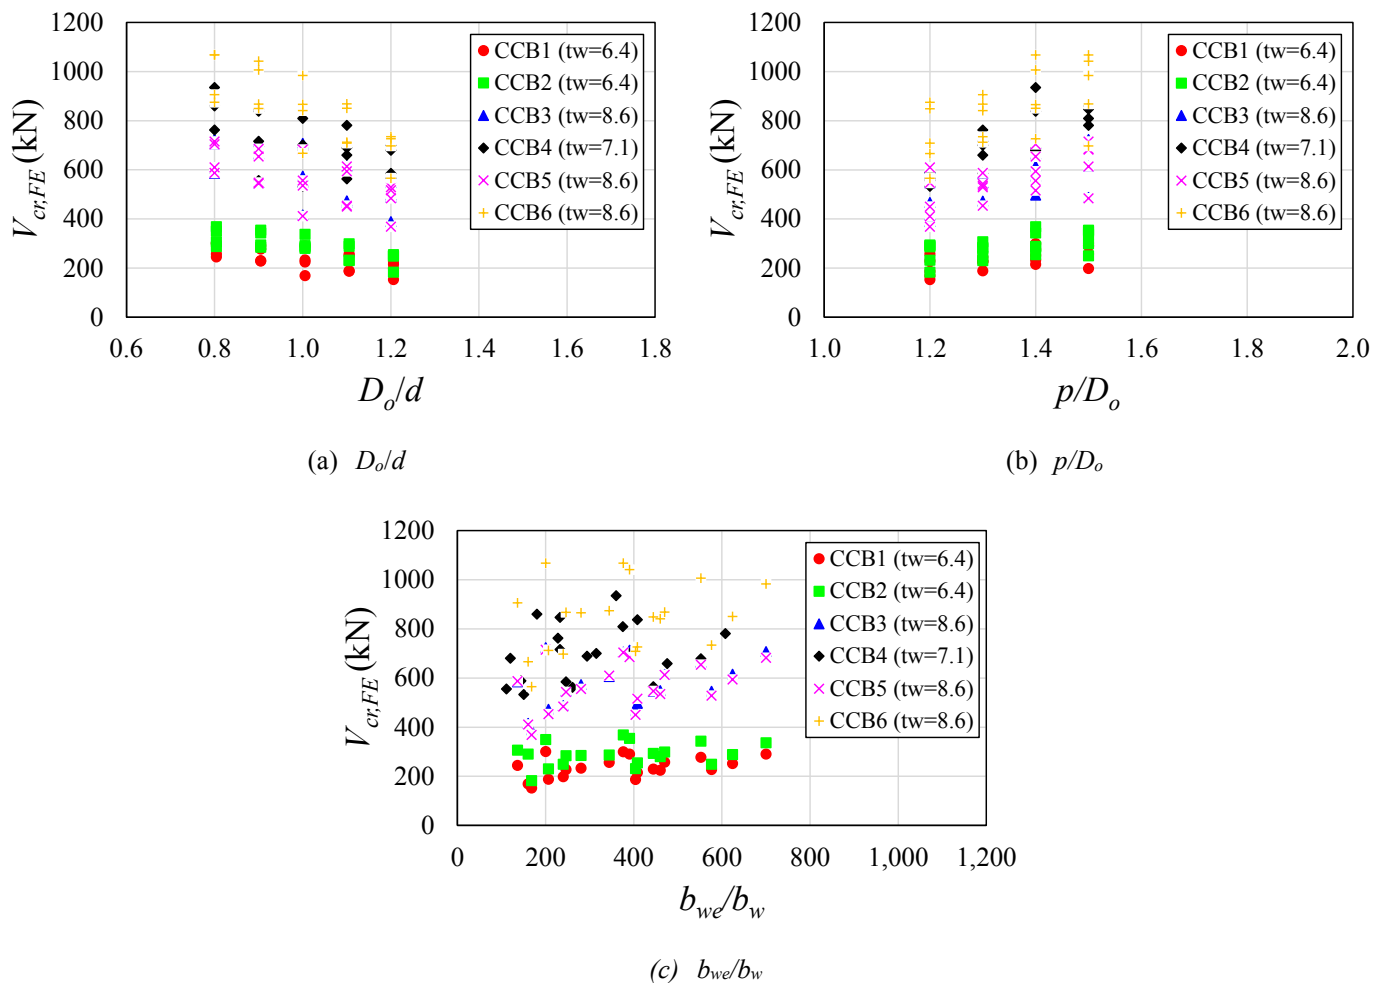 1200
1000
800
600
400
200
0
V_cr,FE (kN)
0.6 0.8 1.0 1.2 1.4 1.6 1.8
D_o/d
CCB1 (tw=6.4)
CCB2 (tw=6.4)
CCB3 (tw=8.6)
CCB4 (tw=7.1)
CCB5 (tw=8.6)
CCB6 (tw=8.6)
(a) D_o/d
1200
1000
800
600
400
200
0
V_cr,FE (kN)
1.0 1.2 1.4 1.6 1.8 2.0
p/D_o
CCB1 (tw=6.4)
CCB2 (tw=6.4)
CCB3 (tw=8.6)
CCB4 (tw=7.1)
CCB5 (tw=8.6)
CCB6 (tw=8.6)
(b) p/D_o
1200
1000
800
600
400
200
0
V_cr,FE (kN)
0 200 400 600 800 1,000 1,200
b_we/b_w
CCB1 (tw=6.4)
CCB2 (tw=6.4)
CCB3 (tw=8.6)
CCB4 (tw=7.1)
CCB5 (tw=8.6)
CCB6 (tw=8.6)
(c) b_we/b_w